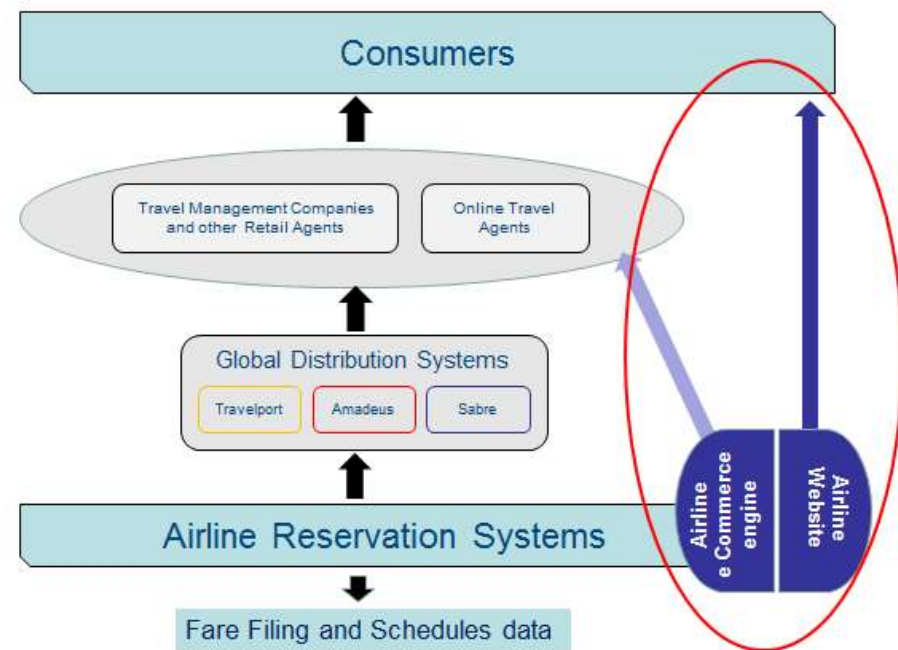 Consumers
Travel Management Companies
and other Retail Agents
Online Travel
Agents
Global Distribution Systems
Travelport
Amadeus
Sabre
Airline
e Commerce
engine
Airline
Website
Airline Reservation Systems
Fare Filing and Schedules data